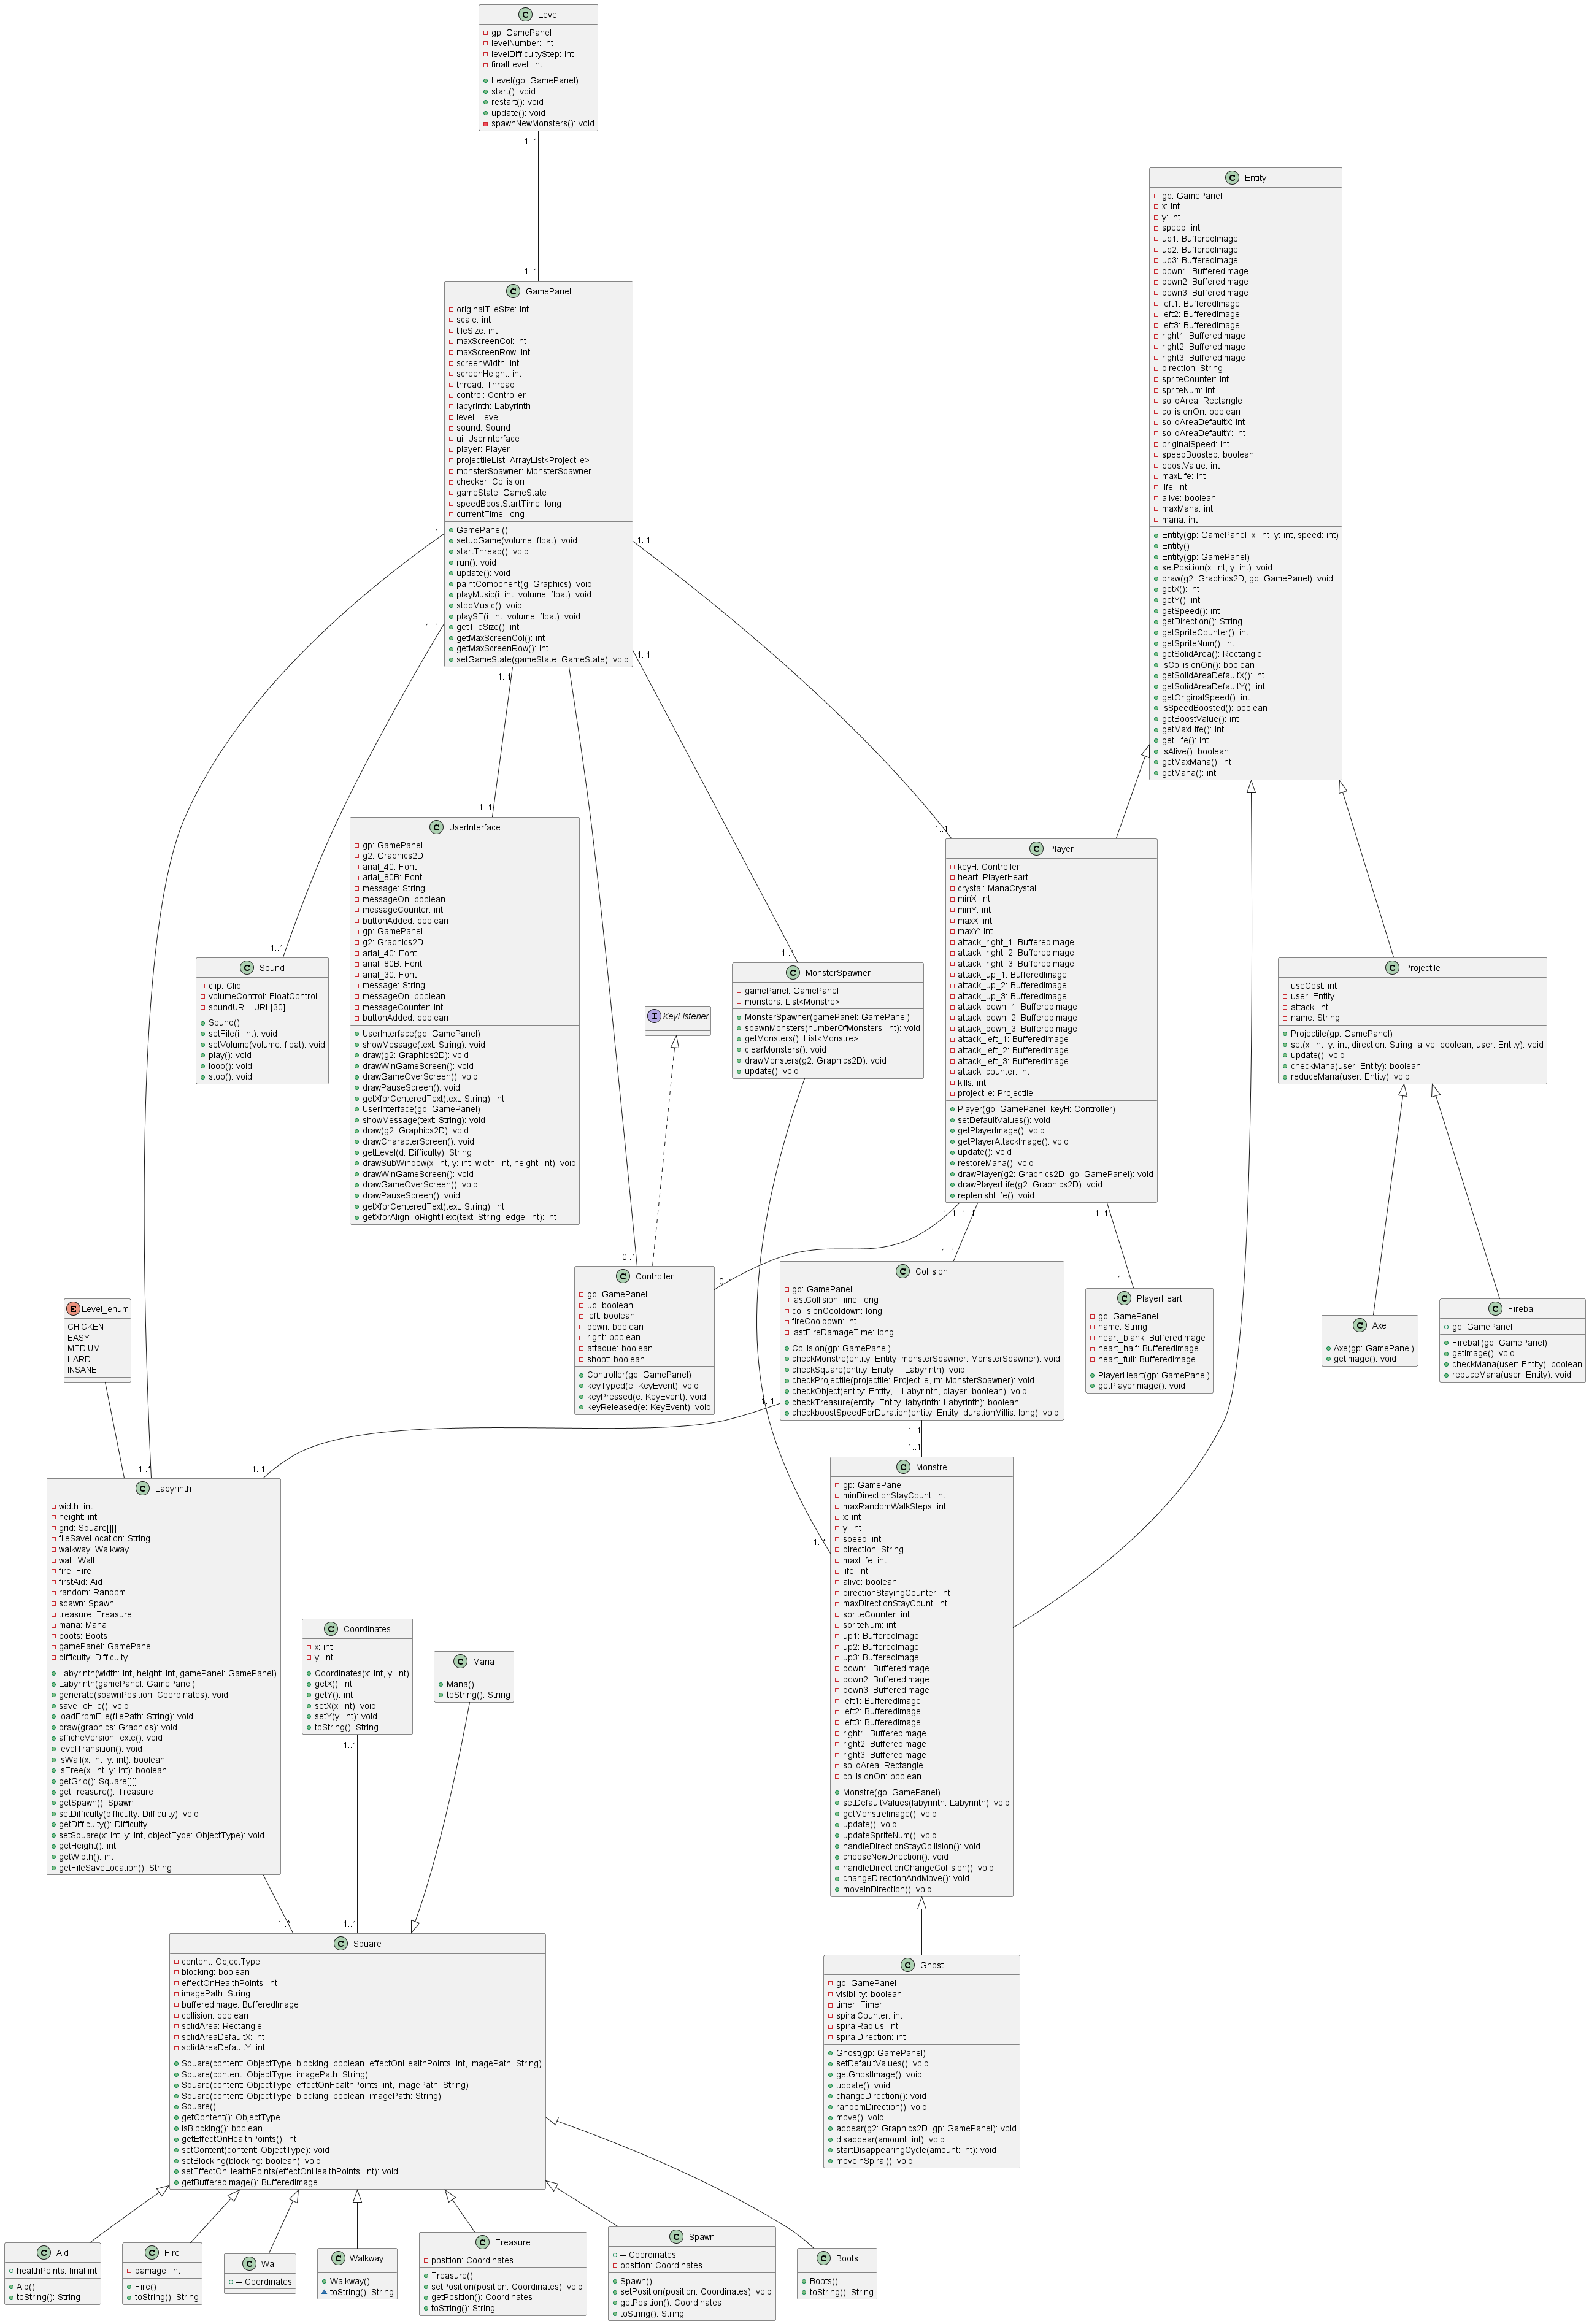 Level
gp: GamePanel
levelNumber: int
levelDifficultyStep: int
finalLevel: int
Level(gp: GamePanel)
start(): void
restart(): void
update(): void
spawnNewMonsters(): void
1..1
1..1
Entity
gp: GamePanel
x: int
y: int
speed: int
up1: BufferedImage
up2: BufferedImage
up3: BufferedImage
down1: BufferedImage
down2: BufferedImage
down3: BufferedImage
left1: BufferedImage
left2: BufferedImage
left3: BufferedImage
right1: BufferedImage
right2: BufferedImage
right3: BufferedImage
direction: String
spriteCounter: int
spriteNum: int
solidArea: Rectangle
collisionOn: boolean
solidAreaDefaultX: int
solidAreaDefaultY: int
originalSpeed: int
speedBoosted: boolean
boostValue: int
maxLife: int
life: int
alive: boolean
maxMana: int
mana: int
Entity(gp: GamePanel, x: int, y: int, speed: int)
Entity()
Entity(gp: GamePanel)
setPosition(x: int, y: int): void
draw(g2: Graphics2D, gp: GamePanel): void
getX(): int
getY(): int
getSpeed(): int
getDirection(): String
getSpriteCounter(): int
getSpriteNum(): int
getSolidArea(): Rectangle
isCollisionOn(): boolean
getSolidAreaDefaultX(): int
getSolidAreaDefaultY(): int
getOriginalSpeed(): int
isSpeedBoosted(): boolean
getBoostValue(): int
getMaxLife(): int
getLife(): int
isAlive(): boolean
getMaxMana(): int
getMana(): int
GamePanel
originalTileSize: int
scale: int
tileSize: int
maxScreenCol: int
maxScreenRow: int
screenWidth: int
screenHeight: int
thread: Thread
control: Controller
labyrinth: Labyrinth
level: Level
sound: Sound
ui: UserInterface
player: Player
projectileList: ArrayList<Projectile>
monsterSpawner: MonsterSpawner
checker: Collision
gameState: GameState
speedBoostStartTime: long
currentTime: long
GamePanel()
setupGame(volume: float): void
startThread(): void
run(): void
update(): void
paintComponent(g: Graphics): void
playMusic(i: int, volume: float): void
stopMusic(): void
playSE(i: int, volume: float): void
getTileSize(): int
getMaxScreenCol(): int
getMaxScreenRow(): int
setGameState(gameState: GameState): void
1
1..1
1..1
1..1
1..1
1..1
1..1
1..1
1..1
UserInterface
gp: GamePanel
g2: Graphics2D
arial_40: Font
arial_80B: Font
message: String
messageOn: boolean
messageCounter: int
buttonAdded: boolean
gp: GamePanel
g2: Graphics2D
arial_40: Font
arial_80B: Font
arial_30: Font
message: String
messageOn: boolean
messageCounter: int
buttonAdded: boolean
UserInterface(gp: GamePanel)
showMessage(text: String): void
draw(g2: Graphics2D): void
drawWinGameScreen(): void
drawGameOverScreen(): void
drawPauseScreen(): void
getXforCenteredText(text: String): int
UserInterface(gp: GamePanel)
showMessage(text: String): void
draw(g2: Graphics2D): void
drawCharacterScreen(): void
getLevel(d: Difficulty): String
drawSubWindow(x: int, y: int, width: int, height: int): void
drawWinGameScreen(): void
drawGameOverScreen(): void
drawPauseScreen(): void
getXforCenteredText(text: String): int
getXforAlignToRightText(text: String, edge: int): int
Player
keyH: Controller
heart: PlayerHeart
crystal: ManaCrystal
minX: int
minY: int
maxX: int
maxY: int
attack_right_1: BufferedImage
attack_right_2: BufferedImage
attack_right_3: BufferedImage
attack_up_1: BufferedImage
attack_up_2: BufferedImage
attack_up_3: BufferedImage
attack_down_1: BufferedImage
attack_down_2: BufferedImage
attack_down_3: BufferedImage
attack_left_1: BufferedImage
attack_left_2: BufferedImage
attack_left_3: BufferedImage
attack_counter: int
kills: int
projectile: Projectile
Player(gp: GamePanel, keyH: Controller)
setDefaultValues(): void
getPlayerImage(): void
getPlayerAttackImage(): void
update(): void
restoreMana(): void
drawPlayer(g2: Graphics2D, gp: GamePanel): void
drawPlayerLife(g2: Graphics2D): void
replenishLife(): void
Sound
clip: Clip
volumeControl: FloatControl
soundURL: URL[30]
Sound()
setFile(i: int): void
setVolume(volume: float): void
play(): void
loop(): void
stop(): void
MonsterSpawner
gamePanel: GamePanel
monsters: List<Monstre>
MonsterSpawner(gamePanel: GamePanel)
spawnMonsters(numberOfMonsters: int): void
getMonsters(): List<Monstre>
clearMonsters(): void
drawMonsters(g2: Graphics2D): void
update(): void
Projectile
useCost: int
user: Entity
attack: int
name: String
Projectile(gp: GamePanel)
set(x: int, y: int, direction: String, alive: boolean, user: Entity): void
update(): void
checkMana(user: Entity): boolean
reduceMana(user: Entity): void
KeyListener
1..1
1..1
1..1
0..1
0..1
1..1
1..1
Controller
gp: GamePanel
up: boolean
left: boolean
down: boolean
right: boolean
attaque: boolean
shoot: boolean
Controller(gp: GamePanel)
keyTyped(e: KeyEvent): void
keyPressed(e: KeyEvent): void
keyReleased(e: KeyEvent): void
Collision
gp: GamePanel
lastCollisionTime: long
collisionCooldown: long
fireCooldown: int
lastFireDamageTime: long
Collision(gp: GamePanel)
checkMonstre(entity: Entity, monsterSpawner: MonsterSpawner): void
checkSquare(entity: Entity, l: Labyrinth): void
checkProjectile(projectile: Projectile, m: MonsterSpawner): void
checkObject(entity: Entity, l: Labyrinth, player: boolean): void
checkTreasure(entity: Entity, labyrinth: Labyrinth): boolean
checkboostSpeedForDuration(entity: Entity, durationMillis: long): void
PlayerHeart
gp: GamePanel
name: String
heart_blank: BufferedImage
heart_half: BufferedImage
heart_full: BufferedImage
PlayerHeart(gp: GamePanel)
getPlayerImage(): void
Axe
Axe(gp: GamePanel)
getImage(): void
Fireball
gp: GamePanel
Fireball(gp: GamePanel)
getImage(): void
checkMana(user: Entity): boolean
reduceMana(user: Entity): void
Level_enum
CHICKEN
EASY
MEDIUM
HARD
INSANE
1..1
1..1
1..*
1..1
1..1
1..*
Labyrinth
width: int
height: int
grid: Square[][]
fileSaveLocation: String
walkway: Walkway
wall: Wall
fire: Fire
firstAid: Aid
random: Random
spawn: Spawn
treasure: Treasure
mana: Mana
boots: Boots
gamePanel: GamePanel
difficulty: Difficulty
Labyrinth(width: int, height: int, gamePanel: GamePanel)
Labyrinth(gamePanel: GamePanel)
generate(spawnPosition: Coordinates): void
saveToFile(): void
loadFromFile(filePath: String): void
draw(graphics: Graphics): void
afficheVersionTexte(): void
levelTransition(): void
isWall(x: int, y: int): boolean
isFree(x: int, y: int): boolean
getGrid(): Square[][]
getTreasure(): Treasure
getSpawn(): Spawn
setDifficulty(difficulty: Difficulty): void
getDifficulty(): Difficulty
setSquare(x: int, y: int, objectType: ObjectType): void
getHeight(): int
getWidth(): int
getFileSaveLocation(): String
Monstre
gp: GamePanel
minDirectionStayCount: int
maxRandomWalkSteps: int
x: int
y: int
speed: int
direction: String
maxLife: int
life: int
alive: boolean
directionStayingCounter: int
maxDirectionStayCount: int
spriteCounter: int
spriteNum: int
up1: BufferedImage
up2: BufferedImage
up3: BufferedImage
down1: BufferedImage
down2: BufferedImage
down3: BufferedImage
left1: BufferedImage
left2: BufferedImage
left3: BufferedImage
right1: BufferedImage
right2: BufferedImage
right3: BufferedImage
solidArea: Rectangle
collisionOn: boolean
Monstre(gp: GamePanel)
setDefaultValues(labyrinth: Labyrinth): void
getMonstreImage(): void
update(): void
updateSpriteNum(): void
handleDirectionStayCollision(): void
chooseNewDirection(): void
handleDirectionChangeCollision(): void
changeDirectionAndMove(): void
moveInDirection(): void
Coordinates
x: int
y: int
Coordinates(x: int, y: int)
getX(): int
getY(): int
setX(x: int): void
setY(y: int): void
toString(): String
Mana
Mana()
toString(): String
1..1
1..*
1..1
Square
content: ObjectType
blocking: boolean
effectOnHealthPoints: int
imagePath: String
bufferedImage: BufferedImage
collision: boolean
solidArea: Rectangle
solidAreaDefaultX: int
solidAreaDefaultY: int
Square(content: ObjectType, blocking: boolean, effectOnHealthPoints: int, imagePath: String)
Square(content: ObjectType, imagePath: String)
Square(content: ObjectType, effectOnHealthPoints: int, imagePath: String)
Square(content: ObjectType, blocking: boolean, imagePath: String)
Square()
getContent(): ObjectType
isBlocking(): boolean
getEffectOnHealthPoints(): int
setContent(content: ObjectType): void
setBlocking(blocking: boolean): void
setEffectOnHealthPoints(effectOnHealthPoints: int): void
getBufferedImage(): BufferedImage
Ghost
gp: GamePanel
visibility: boolean
timer: Timer
spiralCounter: int
spiralRadius: int
spiralDirection: int
Ghost(gp: GamePanel)
setDefaultValues(): void
getGhostImage(): void
update(): void
changeDirection(): void
randomDirection(): void
move(): void
appear(g2: Graphics2D, gp: GamePanel): void
disappear(amount: int): void
startDisappearingCycle(amount: int): void
moveInSpiral(): void
Aid
healthPoints: final int
Aid()
toString(): String
Fire
damage: int
Fire()
toString(): String
Wall
-- Coordinates
Walkway
Walkway()
toString(): String
Treasure
position: Coordinates
Treasure()
setPosition(position: Coordinates): void
getPosition(): Coordinates
toString(): String
Spawn
-- Coordinates
position: Coordinates
Spawn()
setPosition(position: Coordinates): void
getPosition(): Coordinates
toString(): String
Boots
Boots()
toString(): String